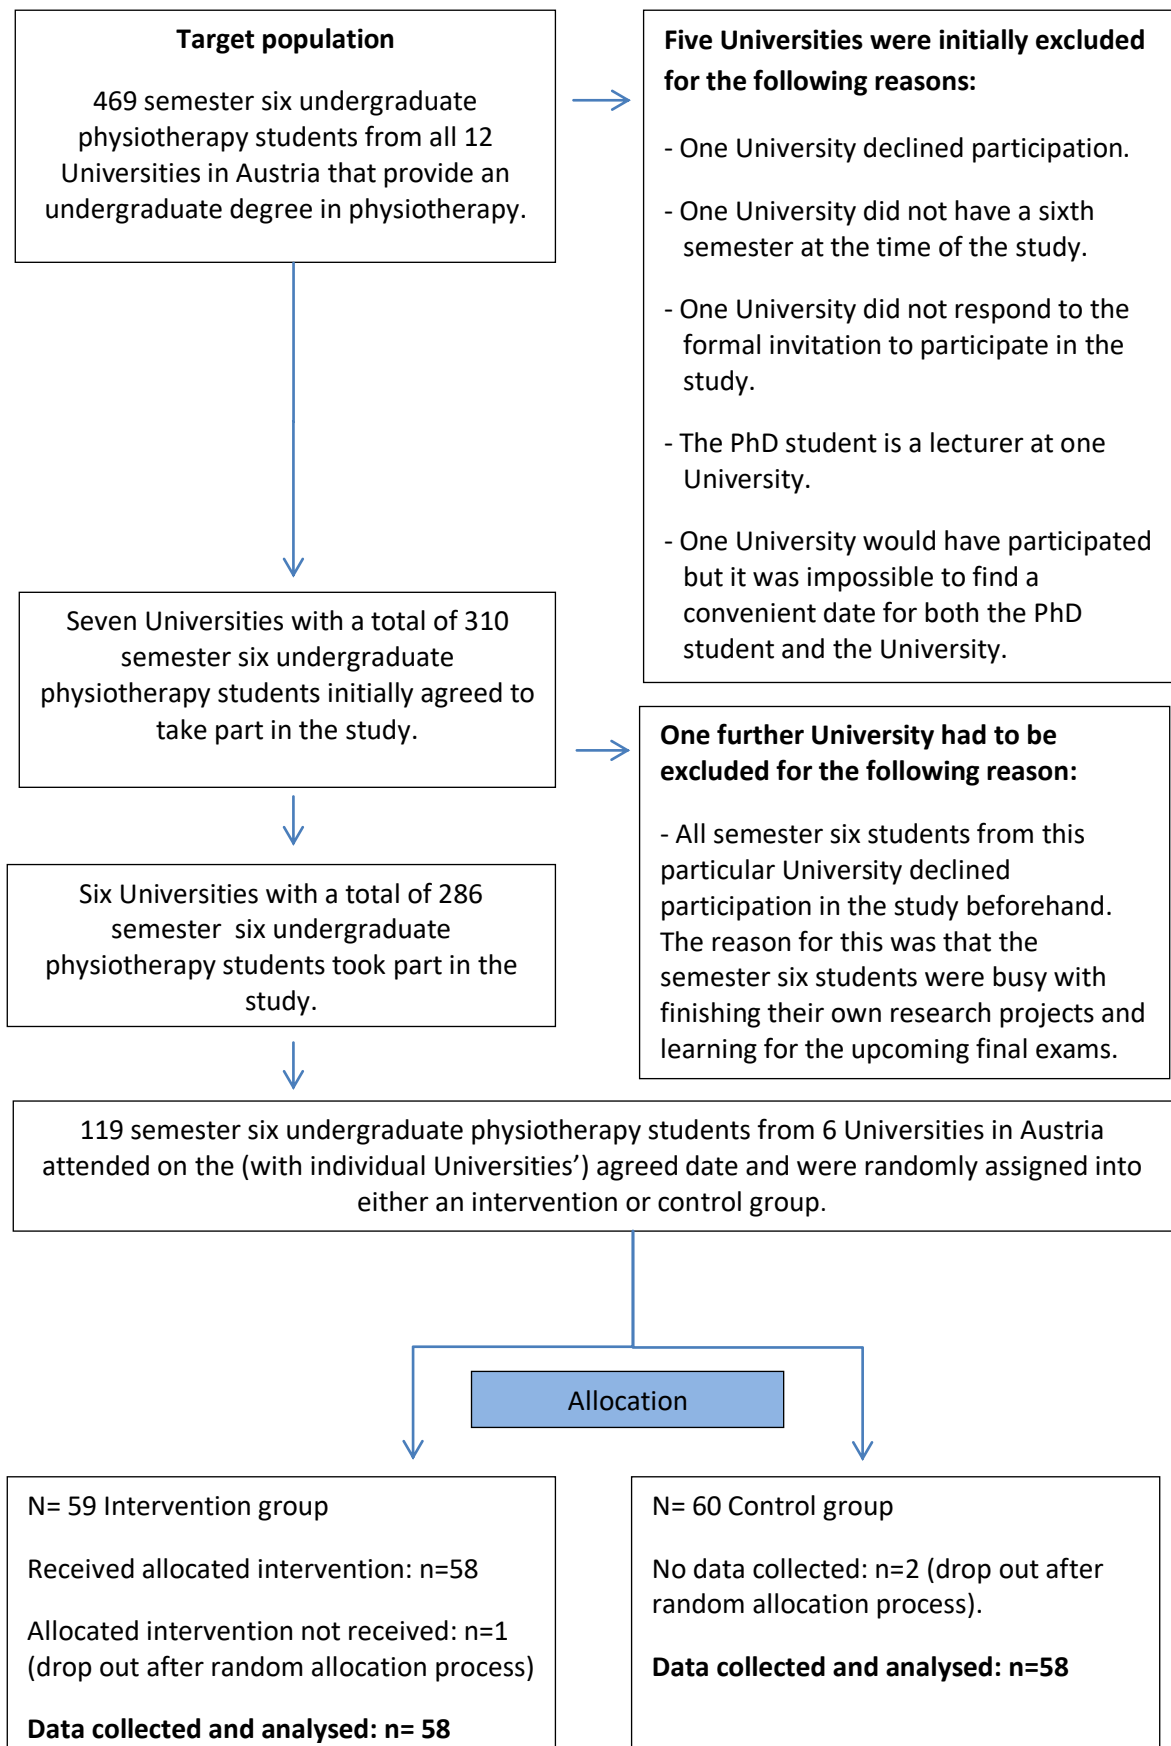 Target population
469 semester six undergraduate
physiotherapy students from all 12
Universities in Austria that provide an
undergraduate degree in physiotherapy.
Five Universities were initially excluded
for the following reasons:
- One University declined participation.
- One University did not have a sixth
semester at the time of the study.
- One University did not respond to the
formal invitation to participate in the
study.
- The PhD student is a lecturer at one
University.
- One University would have participated
but it was impossible to find a
convenient date for both the PhD
student and the University.
Seven Universities with a total of 310
semester six undergraduate
physiotherapy students initially agreed to
take part in the study.
One further University had to be
excluded for the following reason:
- All semester six students from this
particular University declined
participation in the study beforehand.
The reason for this was that the
semester six students were busy with
finishing their own research projects and
learning for the upcoming final exams.
Six Universities with a total of 286
semester six undergraduate
physiotherapy students took part in the
study.
119 semester six undergraduate physiotherapy students from 6 Universities in Austria
attended on the (with individual Universities’) agreed date and were randomly assigned into
either an intervention or control group.
Allocation
N= 59 Intervention group
Received allocated intervention: n=58
Allocated intervention not received: n=1
(drop out after random allocation process)
Data collected and analysed: n= 58
N= 60 Control group
No data collected: n=2 (drop out after
random allocation process).
Data collected and analysed: n=58